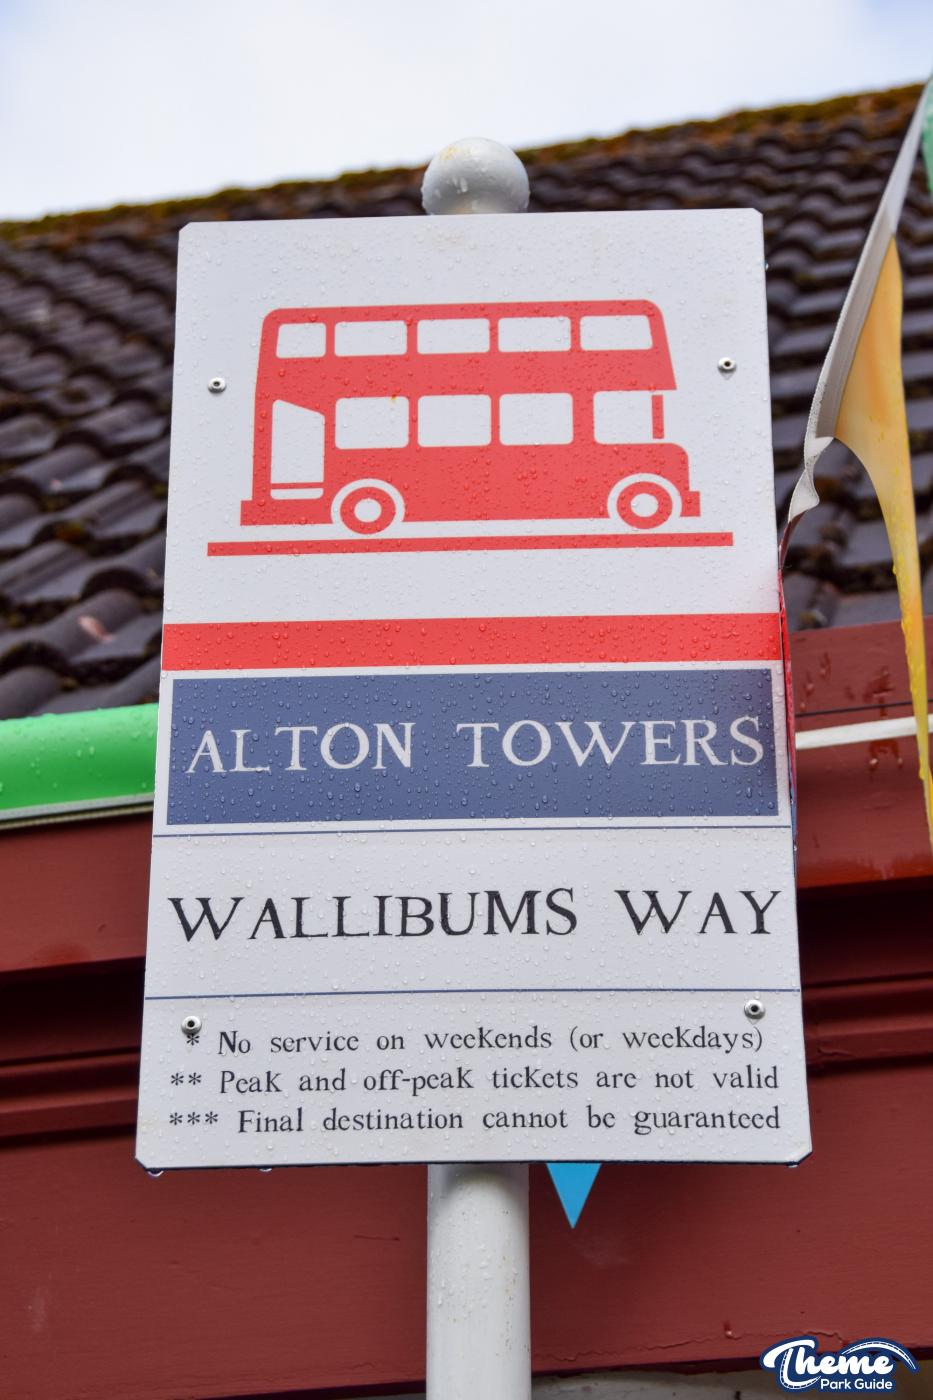 ALTON TOWERS
WALLIBUMS WAY
* No service on weekends (or weekdays)
** Peak and off-peak tickets are not valid
*** Final destination cannot be guaranteed
Theme
Park Guide